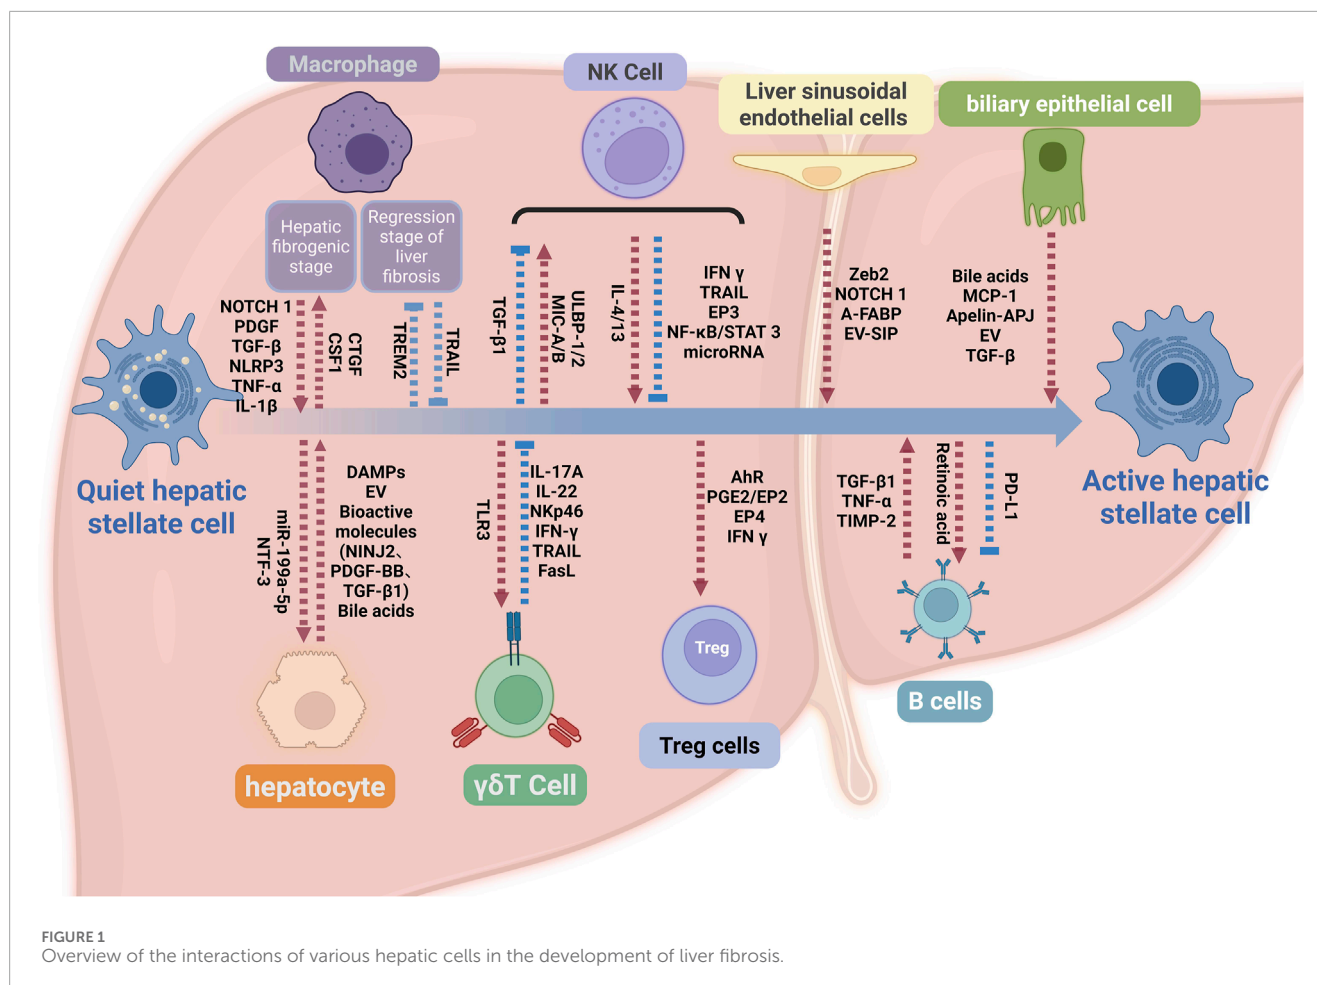 Macrophage
NK Cell
Liver sinusoidal
endothelial cells
biliary epithelial cell
Hepatic
fibrogenic
stage
Regression
stage of
liver
fibrosis
NOTCH 1
PDGF
TGF-β
NLRP3
TNF-α
IL-1β
CTGF
CSF1
TREM2
TRAIL
TGF-β1
ULBP-1/2
MIC-A/B
IL-4/13
IFN γ
TRAIL
EP3
NF-κB/STAT 3
microRNA
Zeb2
NOTCH 1
A-FABP
EV-SIP
Bile acids
MCP-1
Apelin-APJ
EV
TGF-β
Quiet hepatic
stellate cell
Active hepatic
stellate cell
miR-199a-5p
NTF-3
DAMPs
EV
Bioactive
molecules
(NINJ2、
PDGF-BB、
TGF-β1)
Bile acids
TLR3
IL-17A
IL-22
NKp46
IFN-γ
TRAIL
FasL
AhR
PGE2/EP2
EP4
IFN γ
TGF-β1
TNF-α
TIMP-2
Retinoic acid
PD-L1
Treg
hepatocyte
γδT Cell
Treg cells
B cells
FIGURE 1
Overview of the interactions of various hepatic cells in the development of liver fibrosis.